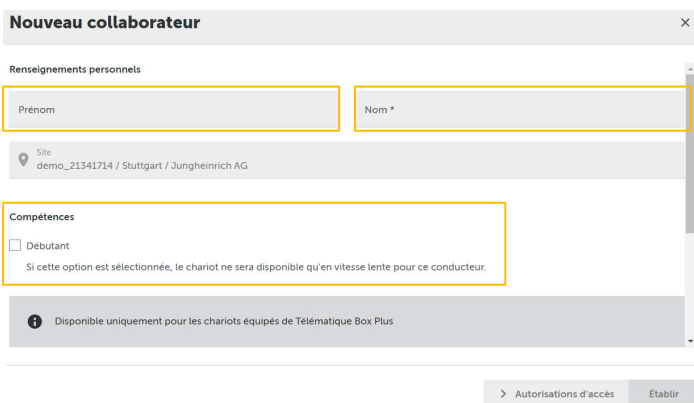 Nouveau collaborateur
Renseignements personnels
Prénom
Nom *
Site
demo_21341714 / Stuttgart / Jungheinrich AG
Compétences
Débutant
Si cette option est sélectionnée, le chariot ne sera disponible qu'en vitesse lente pour ce conducteur.
Disponible uniquement pour les chariots équipés de Télématique Box Plus
Autorisations d'accès
Établir